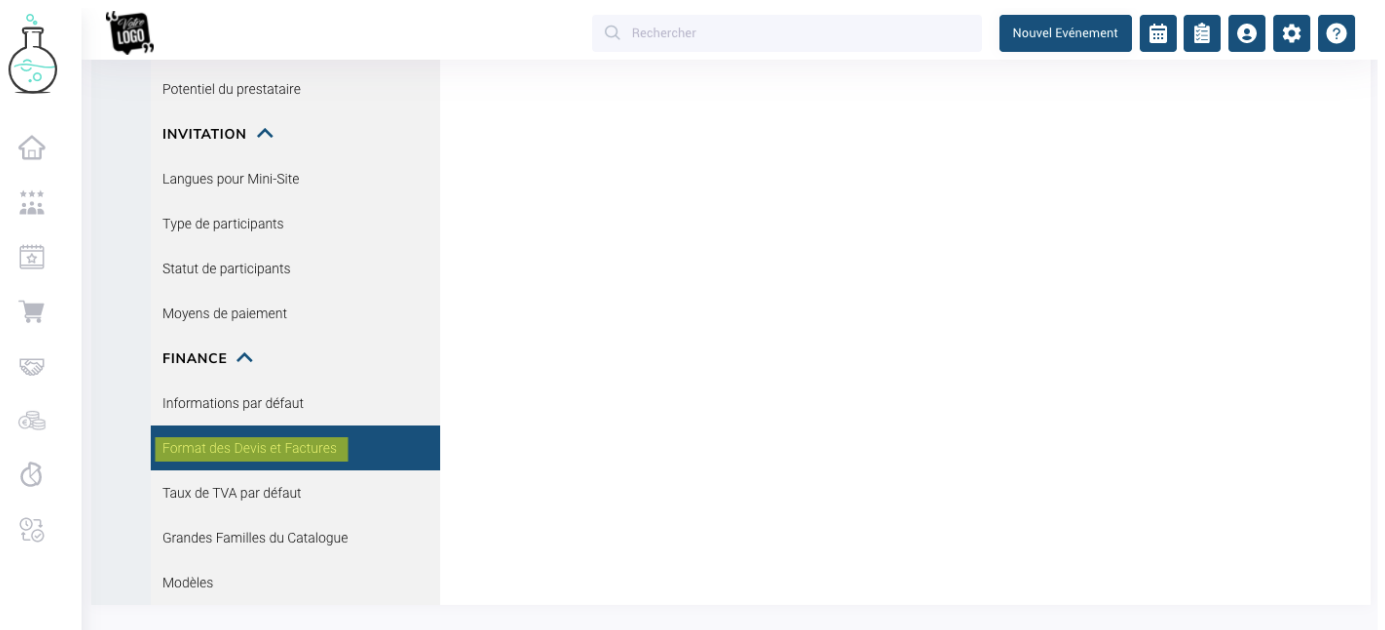 Votre
LOGO
Rechercher
Nouvel Evénement
Potentiel du prestataire
INVITATION
Langues pour Mini-Site
Type de participants
Statut de participants
Moyens de paiement
FINANCE
Informations par défaut
Format des Devis et Factures
Taux de TVA par défaut
Grandes Familles du Catalogue
Modèles